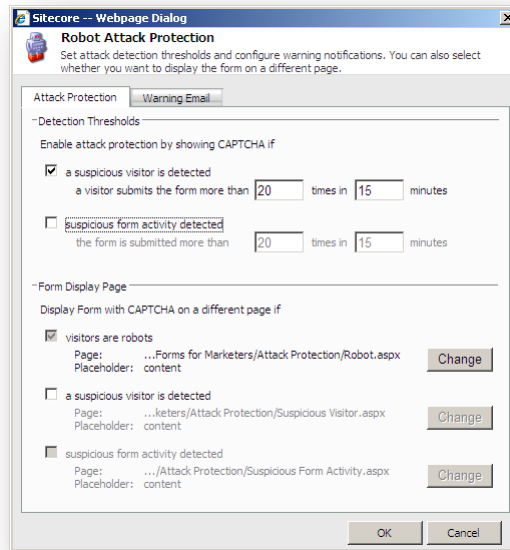 Sitecore -- Webpage Dialog
Robot Attack Protection
Set attack detection thresholds and configure warning notifications. You can also select
whether you want to display the form on a different page.
Attack Protection Warning Email
Detection Thresholds
Enable attack protection by showing CAPTCHA if
a suspicious visitor is detected
a visitor submits the form more than 20 times in 15 minutes
suspicious form activity detected
the form is submitted more than 20 times in 15 minutes
Form Display Page
Display Form with CAPTCHA on a different page if
visitors are robots
Page: ...Forms for Marketers/Attack Protection/Robot.aspx
Placeholder: content
Change
a suspicious visitor is detected
Page: ...keters/Attack Protection/Suspicious Visitor.aspx
Placeholder: content
Change
suspicious form activity detected
Page: .../Attack Protection/Suspicious Form Activity.aspx
Placeholder: content
Change
OK Cancel